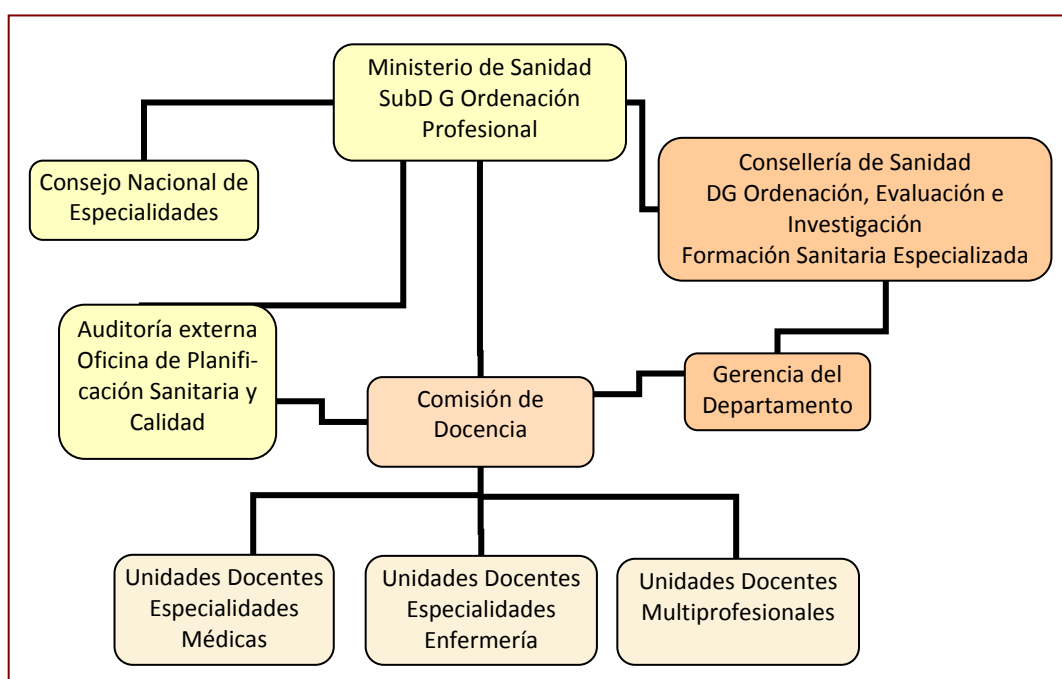 Ministerio de Sanidad
SubD G Ordenación
Profesional
Consejo Nacional de
Especialidades
Consellería de Sanidad
DG Ordenación, Evaluación e
Investigación
Formación Sanitaria Especializada
Auditoría externa
Oficina de Planifi-
cación Sanitaria y
Calidad
Comisión de
Docencia
Gerencia del
Departamento
Unidades Docentes
Especialidades
Médicas
Unidades Docentes
Especialidades
Enfermería
Unidades Docentes
Multiprofesionales